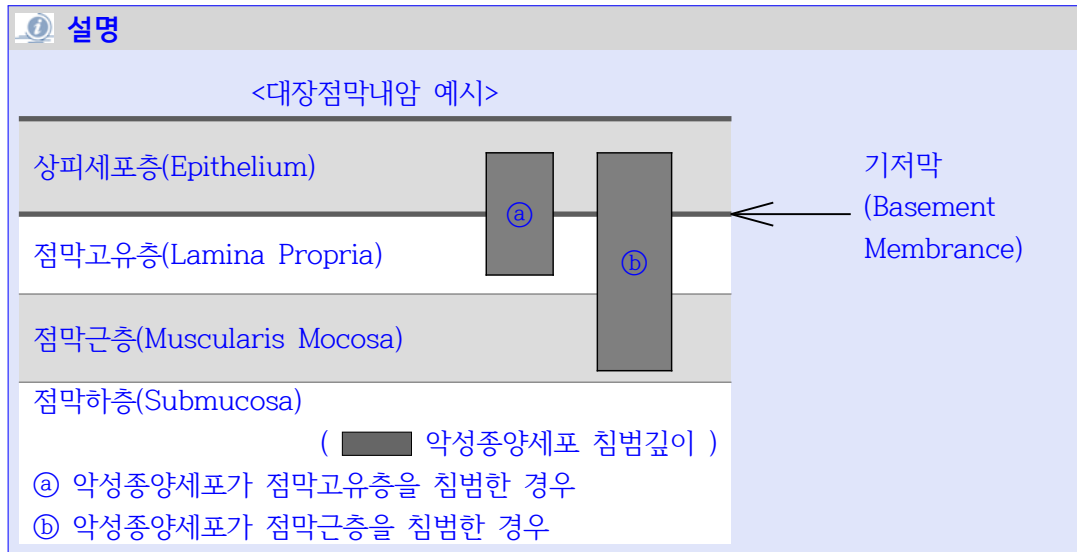 설명
<대장점막내암 예시>
상피세포층(Epithelium)
기저막
(Basement
Membrance)
ⓐ
점막고유층(Lamina Propria)
ⓑ
점막근층(Muscularis Mocosa)
점막하층(Submucosa)
( 악성종양세포 침범깊이 )
ⓐ 악성종양세포가 점막고유층을 침범한 경우
ⓑ 악성종양세포가 점막근층을 침범한 경우